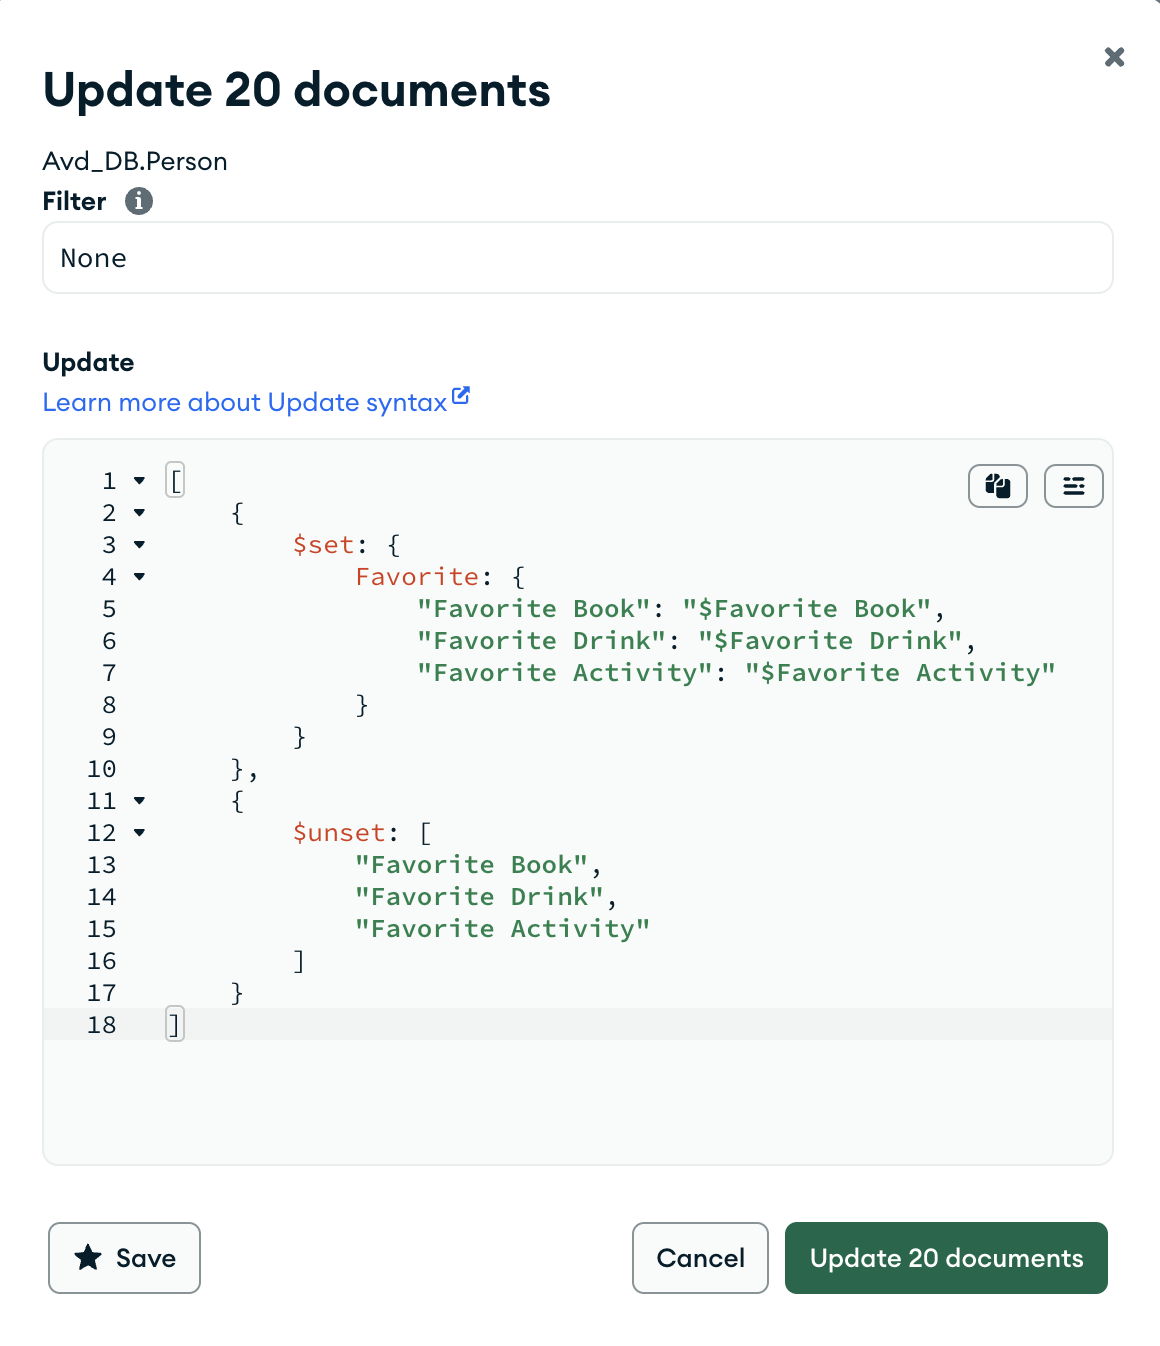 Update 20 documents
Avd_DB.Person
Filter
None
Update
Learn more about Update syntax
1 [
2     {
3         $set: {
4             Favorite: {
5                 "Favorite Book": "$Favorite Book",
6                 "Favorite Drink": "$Favorite Drink",
7                 "Favorite Activity": "$Favorite Activity"
8             }
9         }
10     },
11     {
12         $unset: [
13             "Favorite Book",
14             "Favorite Drink",
15             "Favorite Activity"
16         ]
17     }
18 ]
Save Cancel Update 20 documents